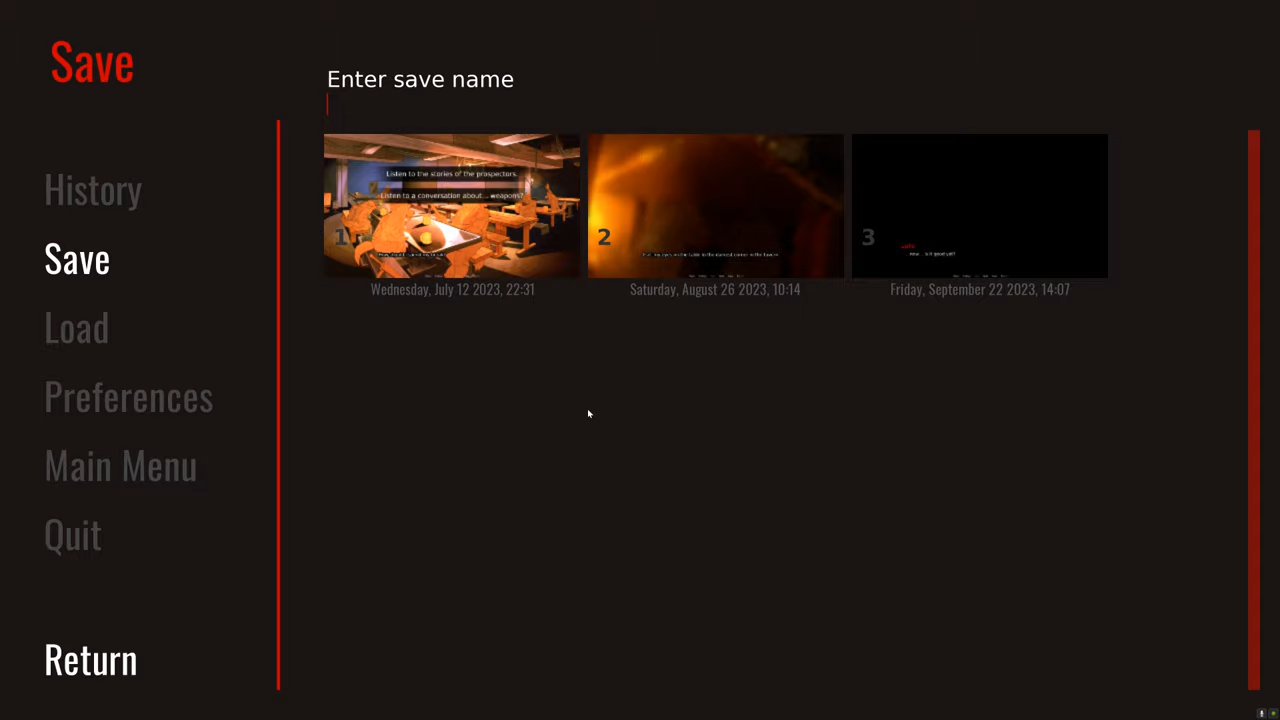 Save
Enter save name
History
Save
Load
Preferences
Main Menu
Quit
Return
Listen to the stories of the prospectors.
Listen to a conversation about... weapons?
1
2
3
Wednesday, July 12 2023, 22:31
Saturday, August 26 2023, 10:14
Friday, September 22 2023, 14:07